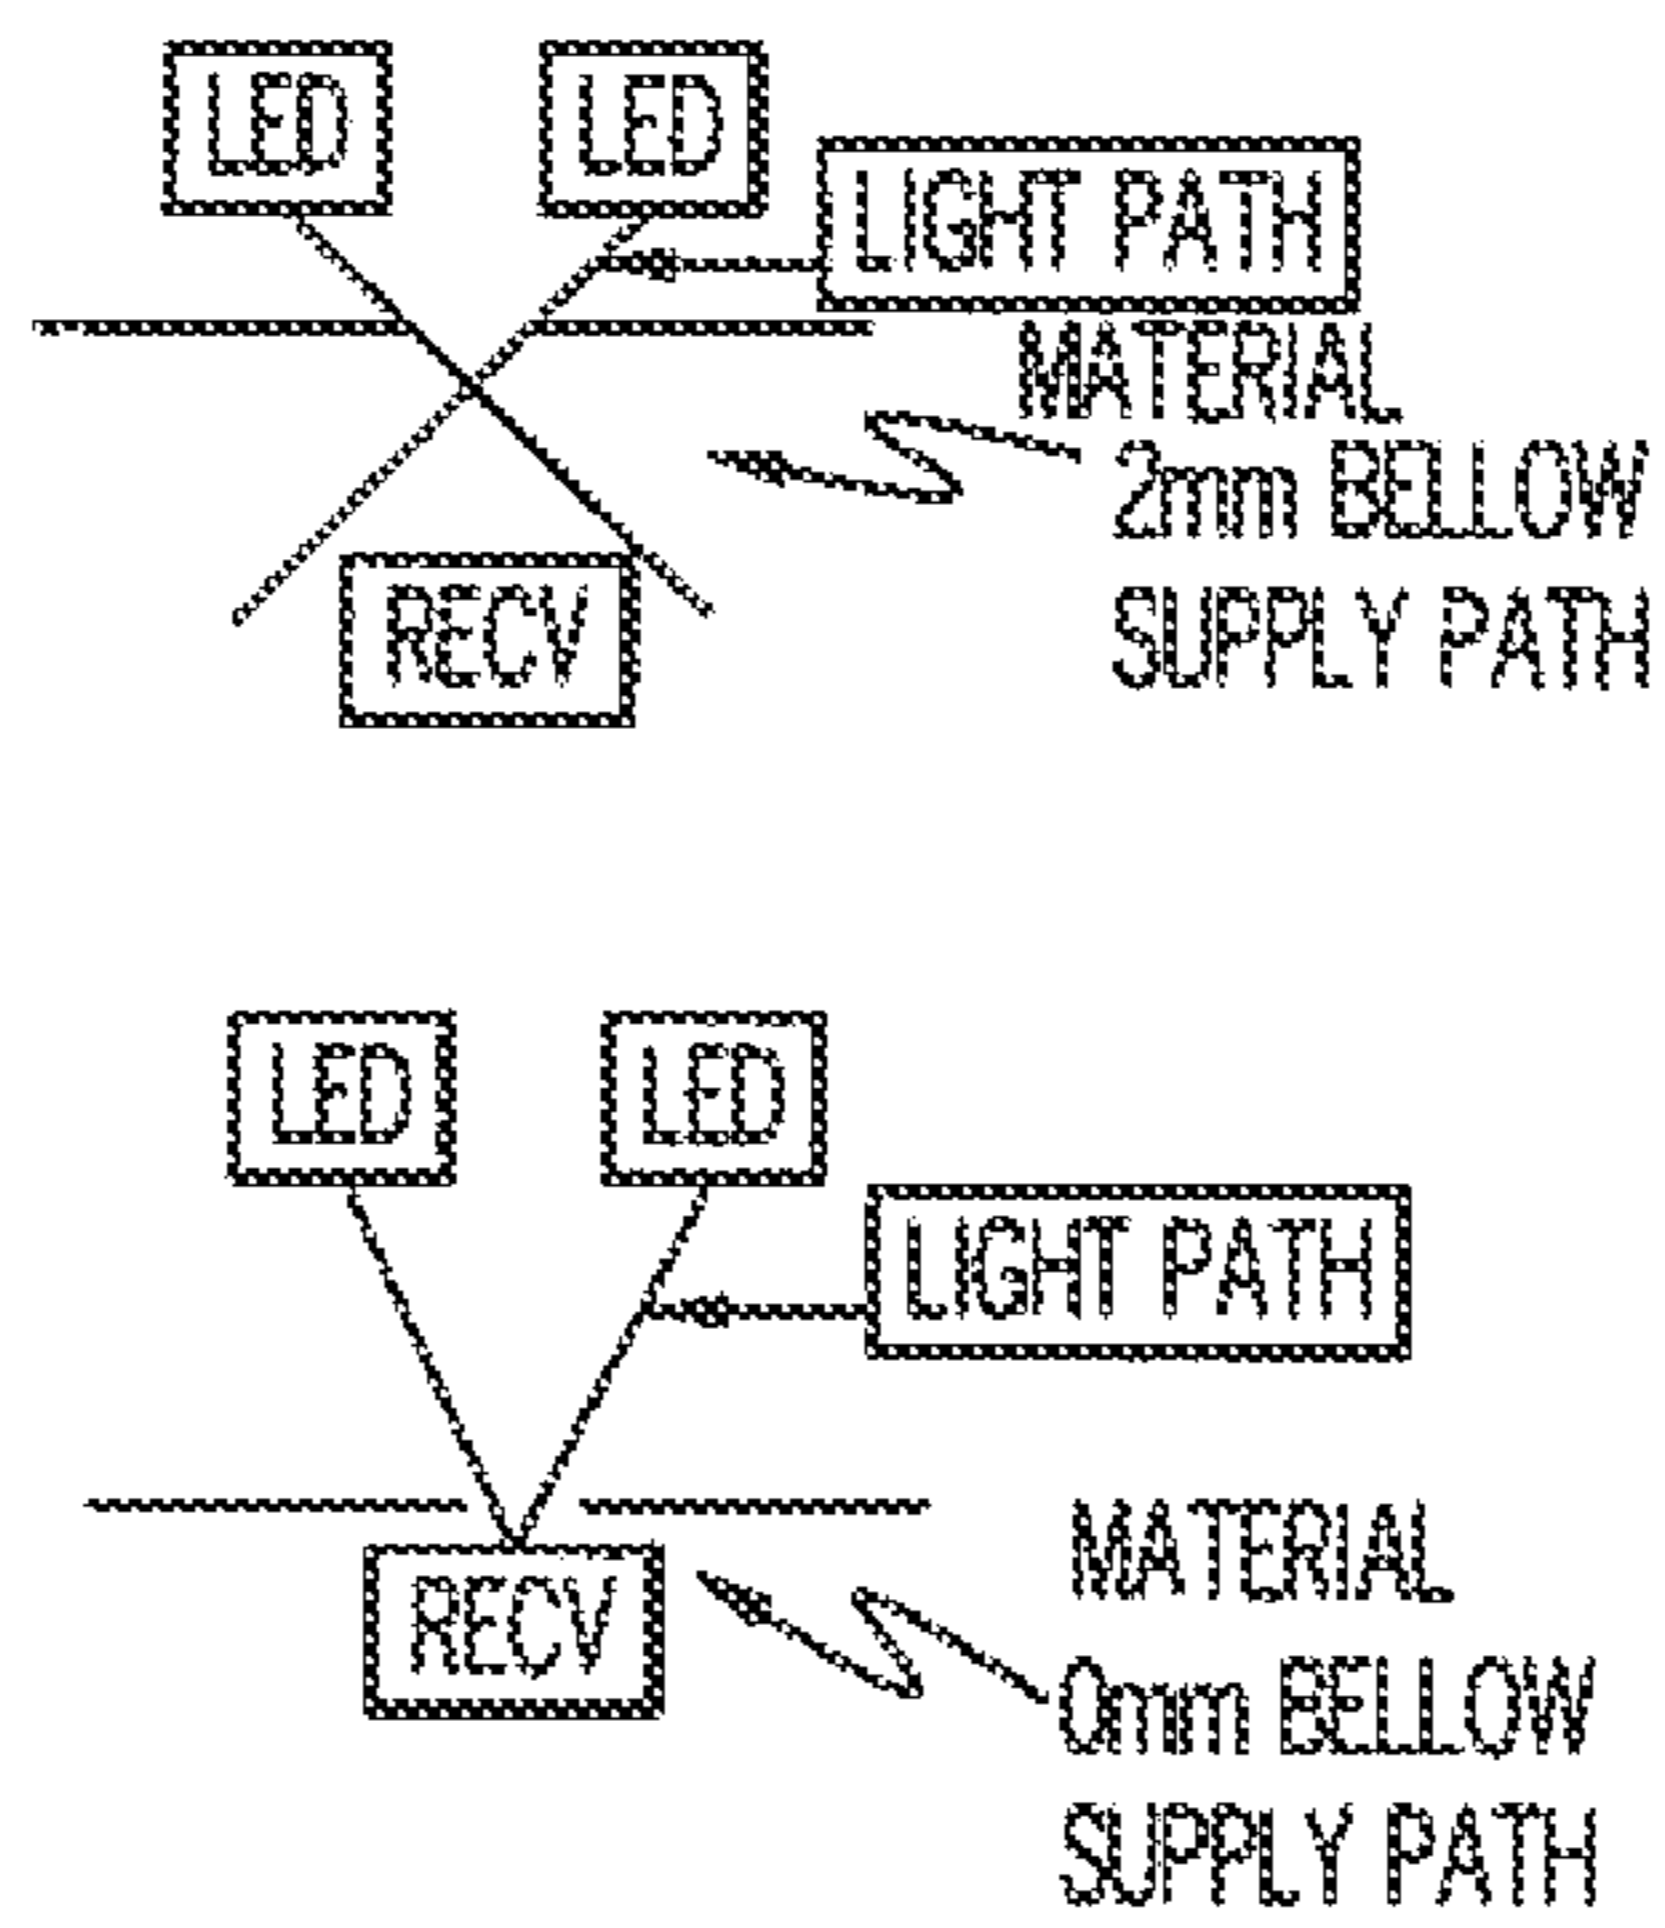 LED LED
LIGHT PATH
MATERIAL
2mm BELLOW
SUPPLY PATH
RECV
LED LED
LIGHT PATH
MATERIAL
RECV
0mm BELLOW
SUPPLY PATH